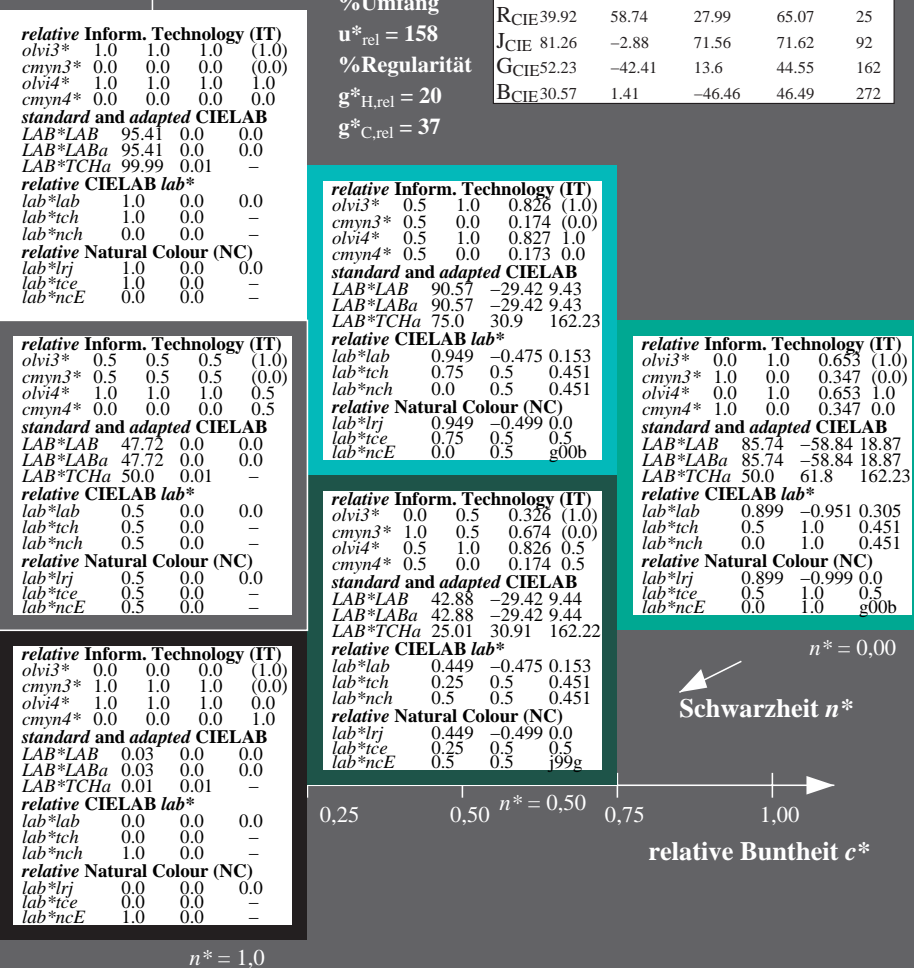 %Umfang
u*rel = 158
%Regularität
g*H,rel = 20
g*C,rel = 37
RCIE 39.92 58.74 27.99 65.07 25
JCIE 81.26 −2.88 71.56 71.62 92
GCIE 52.23 −42.41 13.6 44.55 162
BCIE 30.57 1.41 −46.46 46.49 272
relative Inform. Technology (IT)
olvi3* 1.0 1.0 1.0 (1.0)
cmyn3* 0.0 0.0 0.0 (0.0)
olvi4* 1.0 1.0 1.0 1.0
cmyn4* 0.0 0.0 0.0 0.0
standard and adapted CIELAB
LAB*LAB 95.41 0.0 0.0
LAB*LABa 95.41 0.0 0.0
LAB*TCHa 99.99 0.01 –
relative CIELAB lab*
lab*lab 1.0 0.0 0.0
lab*tch 1.0 0.0 –
lab*nch 0.0 0.0 –
relative Natural Colour (NC)
lab*lrj 1.0 0.0 0.0
lab*tce 1.0 0.0 –
lab*ncE 0.0 0.0 –
relative Inform. Technology (IT)
olvi3* 0.5 1.0 0.826 (1.0)
cmyn3* 0.5 0.0 0.174 (0.0)
olvi4* 0.5 1.0 0.827 1.0
cmyn4* 0.5 0.0 0.173 0.0
standard and adapted CIELAB
LAB*LAB 90.57 −29.42 9.43
LAB*LABa 90.57 −29.42 9.43
LAB*TCHa 75.0 30.9 162.23
relative CIELAB lab*
lab*lab 0.949 −0.475 0.153
lab*tch 0.75 0.5 0.451
lab*nch 0.0 0.5 0.451
relative Natural Colour (NC)
lab*lrj 0.949 −0.499 0.0
lab*tce 0.75 0.5 0.5
lab*ncE 0.0 0.5 g00b
relative Inform. Technology (IT)
olvi3* 0.5 0.5 0.5 (1.0)
cmyn3* 0.5 0.5 0.5 (0.0)
olvi4* 1.0 1.0 1.0 0.5
cmyn4* 0.0 0.0 0.0 0.5
standard and adapted CIELAB
LAB*LAB 47.72 0.0 0.0
LAB*LABa 47.72 0.0 0.0
LAB*TCHa 50.0 0.01 –
relative CIELAB lab*
lab*lab 0.5 0.0 0.0
lab*tch 0.5 0.0 –
lab*nch 0.5 0.0 –
relative Natural Colour (NC)
lab*lrj 0.5 0.0 0.0
lab*tce 0.5 0.0 –
lab*ncE 0.5 0.0 –
relative Inform. Technology (IT)
olvi3* 0.0 1.0 0.653 (1.0)
cmyn3* 1.0 0.0 0.347 (0.0)
olvi4* 0.0 1.0 0.653 1.0
cmyn4* 1.0 0.0 0.347 0.0
standard and adapted CIELAB
LAB*LAB 85.74 −58.84 18.87
LAB*LABa 85.74 −58.84 18.87
LAB*TCHa 50.0 61.8 162.23
relative CIELAB lab*
lab*lab 0.899 −0.951 0.305
lab*tch 0.5 1.0 0.451
lab*nch 0.0 1.0 0.451
relative Natural Colour (NC)
lab*lrj 0.899 −0.999 0.0
lab*tce 0.5 1.0 0.5
lab*ncE 0.0 1.0 g00b
relative Inform. Technology (IT)
olvi3* 0.0 0.5 0.326 (1.0)
cmyn3* 1.0 0.5 0.674 (0.0)
olvi4* 0.5 1.0 0.826 0.5
cmyn4* 0.5 0.0 0.174 0.5
standard and adapted CIELAB
LAB*LAB 42.88 −29.42 9.44
LAB*LABa 42.88 −29.42 9.44
LAB*TCHa 25.01 30.91 162.22
relative CIELAB lab*
lab*lab 0.449 −0.475 0.153
lab*tch 0.25 0.5 0.451
lab*nch 0.5 0.5 0.451
relative Natural Colour (NC)
lab*lrj 0.449 −0.499 0.0
lab*tce 0.25 0.5 0.5
lab*ncE 0.5 0.5 j99g
relative Inform. Technology (IT)
olvi3* 0.0 0.0 0.0 (1.0)
cmyn3* 1.0 1.0 1.0 (0.0)
olvi4* 1.0 1.0 1.0 0.0
cmyn4* 0.0 0.0 0.0 1.0
standard and adapted CIELAB
LAB*LAB 0.03 0.0 0.0
LAB*LABa 0.03 0.0 0.0
LAB*TCHa 0.01 0.01 –
relative CIELAB lab*
lab*lab 0.0 0.0 0.0
lab*tch 0.0 0.0 –
lab*nch 1.0 0.0 –
relative Natural Colour (NC)
lab*lrj 0.0 0.0 0.0
lab*tce 0.0 0.0 –
lab*ncE 1.0 0.0 –
n* = 0,00
Schwarzheit n*
0,25 0,50 n* = 0,50 0,75 1,00
relative Buntheit c*
n* = 1,0